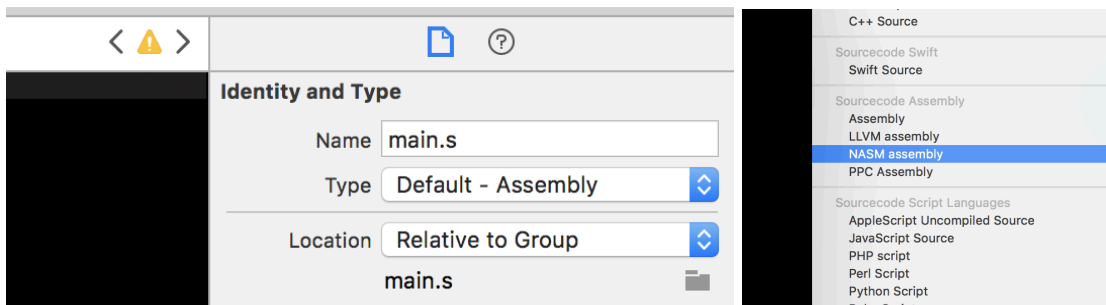 Identity and Type
Name main.s
Type Default - Assembly
Location Relative to Group
main.s
C++ Source
Sourcecode Swift
Swift Source
Sourcecode Assembly
Assembly
LLVM assembly
NASM assembly
PPC Assembly
Sourcecode Script Languages
AppleScript Uncompiled Source
JavaScript Source
PHP script
Perl Script
Python Script